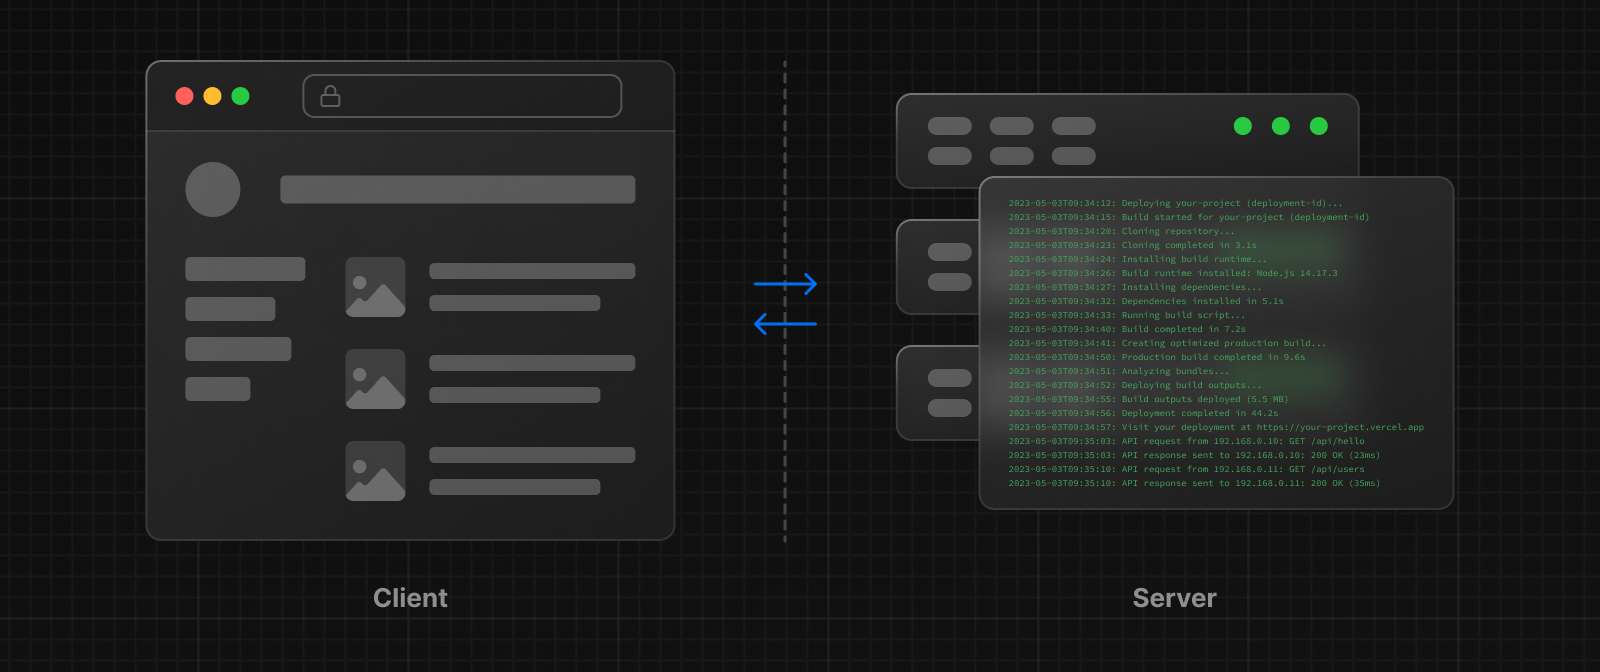 2023-05-03T09:34:12: Deploying your-project (deployment-id)...
2023-05-03T09:34:15: Build started for your-project (deployment-id)
2023-05-03T09:34:20: Cloning repository...
2023-05-03T09:34:23: Cloning completed in 3.1s
2023-05-03T09:34:24: Installing build runtime...
2023-05-03T09:34:26: Build runtime installed: Node.js 14.17.3
2023-05-03T09:34:27: Installing dependencies...
2023-05-03T09:34:32: Dependencies installed in 5.1s
2023-05-03T09:34:33: Running build script...
2023-05-03T09:34:40: Build completed in 7.2s
2023-05-03T09:34:41: Creating optimized production build...
2023-05-03T09:34:50: Production build completed in 9.6s
2023-05-03T09:34:51: Analyzing bundles...
2023-05-03T09:34:52: Deploying build outputs...
2023-05-03T09:34:55: Build outputs deployed (5.5 MB)
2023-05-03T09:34:56: Deployment completed in 44.2s
2023-05-03T09:34:57: Visit your deployment at https://your-project.vercel.app
2023-05-03T09:35:03: API request from 192.168.0.10: GET /api/hello
2023-05-03T09:35:03: API response sent to 192.168.0.10: 200 OK (23ms)
2023-05-03T09:35:10: API request from 192.168.0.11: GET /api/users
2023-05-03T09:35:10: API response sent to 192.168.0.11: 200 OK (35ms)
Client
Server